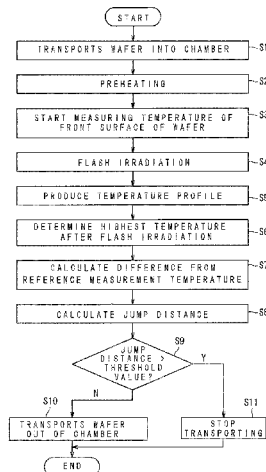 START
TRANSPORTS WAFER INTO CHAMBER
S1
PREHEATING
S2
START MEASURING TEMPERATURE OF
FRONT SURFACE OF WAFER
S3
FLASH IRRADIATION
S4
PRODUCE TEMPERATURE PROFILE
S5
DETERMINE HIGHEST TEMPERATURE
AFTER FLASH IRRADIATION
S6
CALCULATE DIFFERENCE FROM
REFERENCE MEASUREMENT TEMPERATURE
S7
CALCULATE JUMP DISTANCE
S8
JUMP
DISTANCE >
THRESHOLD
VALUE?
S9
Y
N
S10
S11
TRANSPORTS WAFER
OUT OF CHAMBER
STOP
TRANSPORTING
END